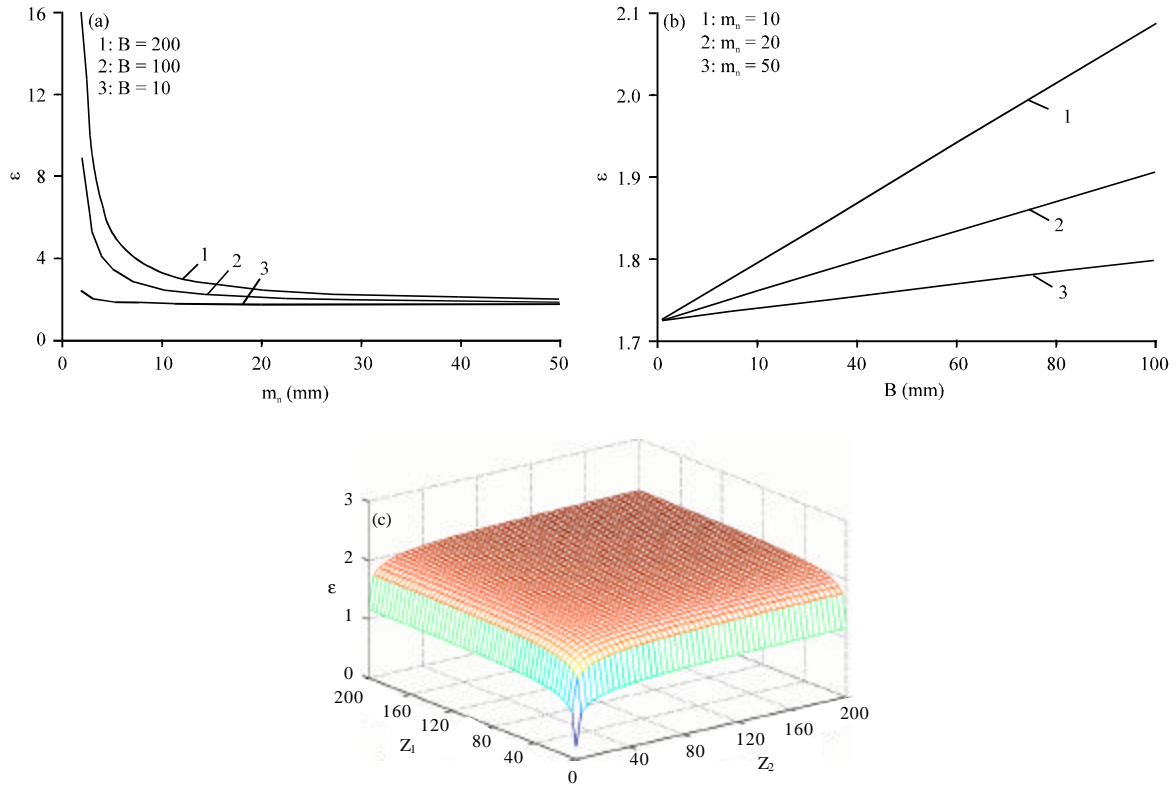 (a)
1: B = 200
2: B = 100
3: B = 10
16
12
8
4
0
ε
1
2
3
0
10
20
30
40
50
mₙ (mm)
(b)
1: mₙ = 10
2: mₙ = 20
3: mₙ = 50
2.1
2.0
1.9
1.8
1.7
ε
1
2
3
0
10
40
60
80
100
B (mm)
(c)
3
2
1
0
ε
200
160
120
80
40
Z₁
0
40
80
120
160
200
Z₂